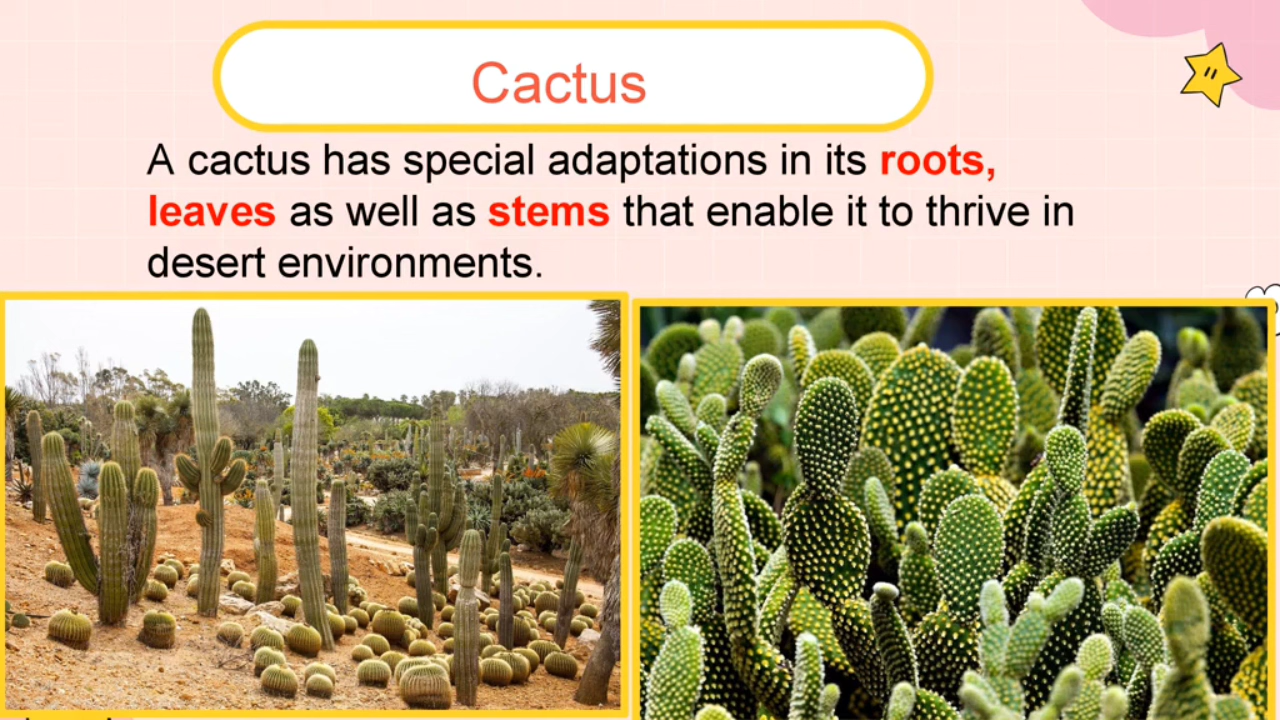 Cactus
A cactus has special adaptations in its roots,
leaves as well as stems that enable it to thrive in
desert environments.